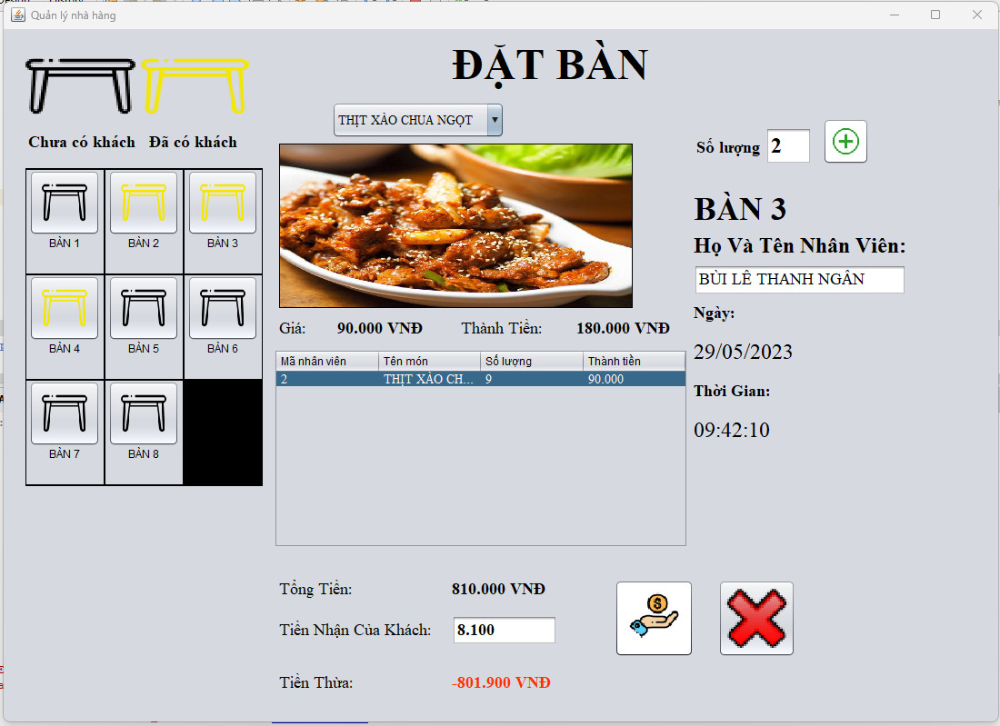 Quản lý nhà hàng
ĐẶT BÀN
Chưa có khách Đã có khách
THỊT XÀO CHUA NGỌT
Số lượng 2
BÀN 1 BÀN 2 BÀN 3
BÀN 4 BÀN 5 BÀN 6
BÀN 7 BÀN 8
Giá: 90.000 VNĐ Thành Tiền: 180.000 VNĐ
Mã nhân viên Tên món Số lượng Thành tiền
2 THỊT XÀO CH... 9 90.000
BÀN 3
Họ Và Tên Nhân Viên:
BÙI LÊ THANH NGÂN
Ngày:
29/05/2023
Thời Gian:
09:42:10
Tổng Tiền: 810.000 VNĐ
Tiền Nhận Của Khách: 8.100
Tiền Thừa: -801.900 VNĐ